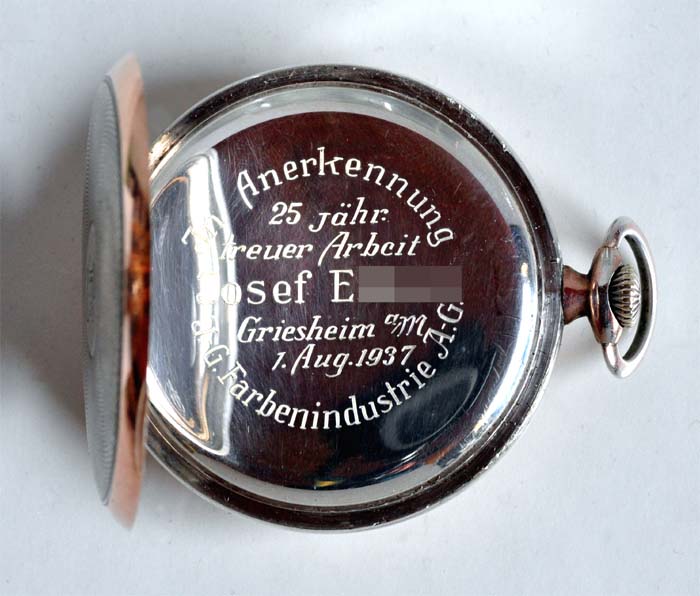 Anerkennung
25 jähr.
treuer Arbeit
Josef E
Griesheim a/M
1. Aug. 1937
G. Farbenindustrie A.-G.